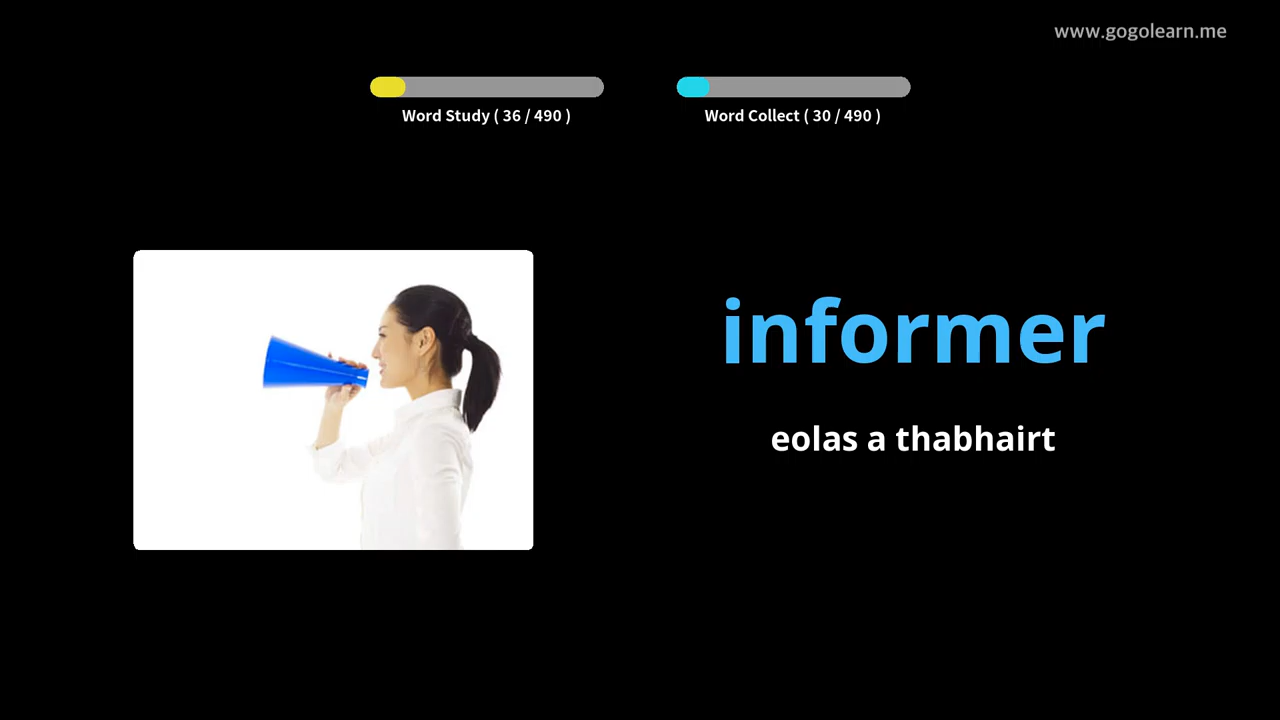 www.gogolearn.me
Word Study ( 36 / 490 )
Word Collect ( 30 / 490 )
informer
eolas a thabhairt